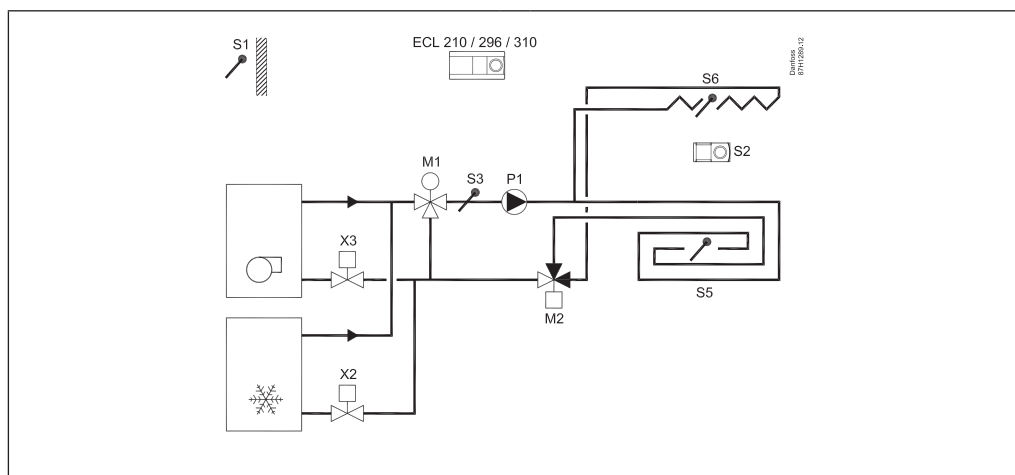 S1
ECL 210 / 296 / 310
Danfoss
87H1289.12
S6
S2
M1
S3
P1
X3
S5
M2
X2